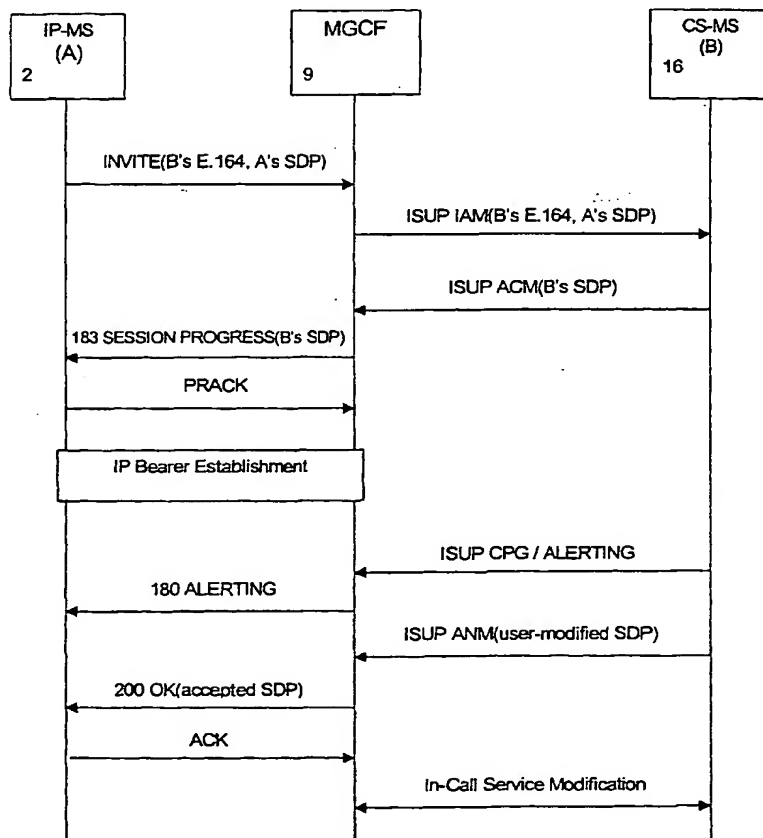 IP-MS
(A)
2
MGCF
9
CS-MS
(B)
16
INVITE(B's E.164, A's SDP)
ISUP IAM(B's E.164, A's SDP)
ISUP ACM(B's SDP)
183 SESSION PROGRESS(B's SDP)
PRACK
IP Bearer Establishment
ISUP CPG / ALERTING
180 ALERTING
ISUP ANM(user-modified SDP)
200 OK(accepted SDP)
ACK
In-Call Service Modification